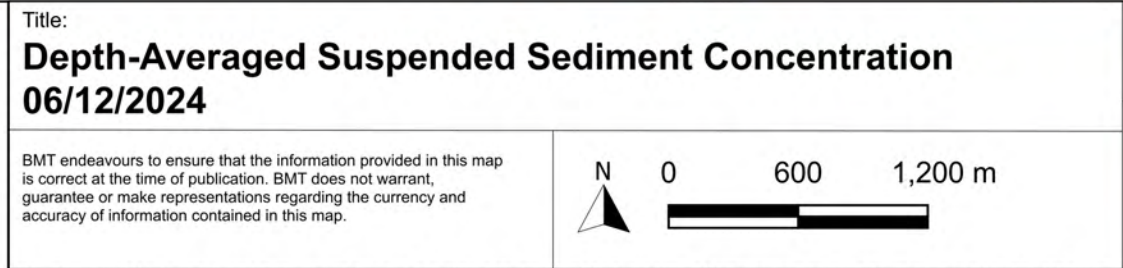 Title:
Depth-Averaged Suspended Sediment Concentration
06/12/2024
BMT endeavours to ensure that the information provided in this map
is correct at the time of publication. BMT does not warrant,
guarantee or make representations regarding the currency and
accuracy of information contained in this map.
N
0 600 1,200 m